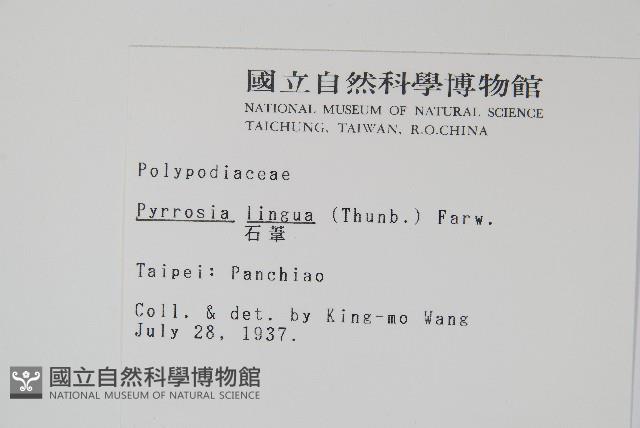 國立自然科學博物館
NATIONAL MUSEUM OF NATURAL SCIENCE
TAICHUNG, TAIWAN, R.O.CHINA
Polypodiaceae
Pyrrosia lingua (Thunb.) Farw.
石葦
Taipei: Panchiao
Coll. & det. by King-mo Wang
July 28, 1937.
國立自然科學博物館
NATIONAL MUSEUM OF NATURAL SCIENCE